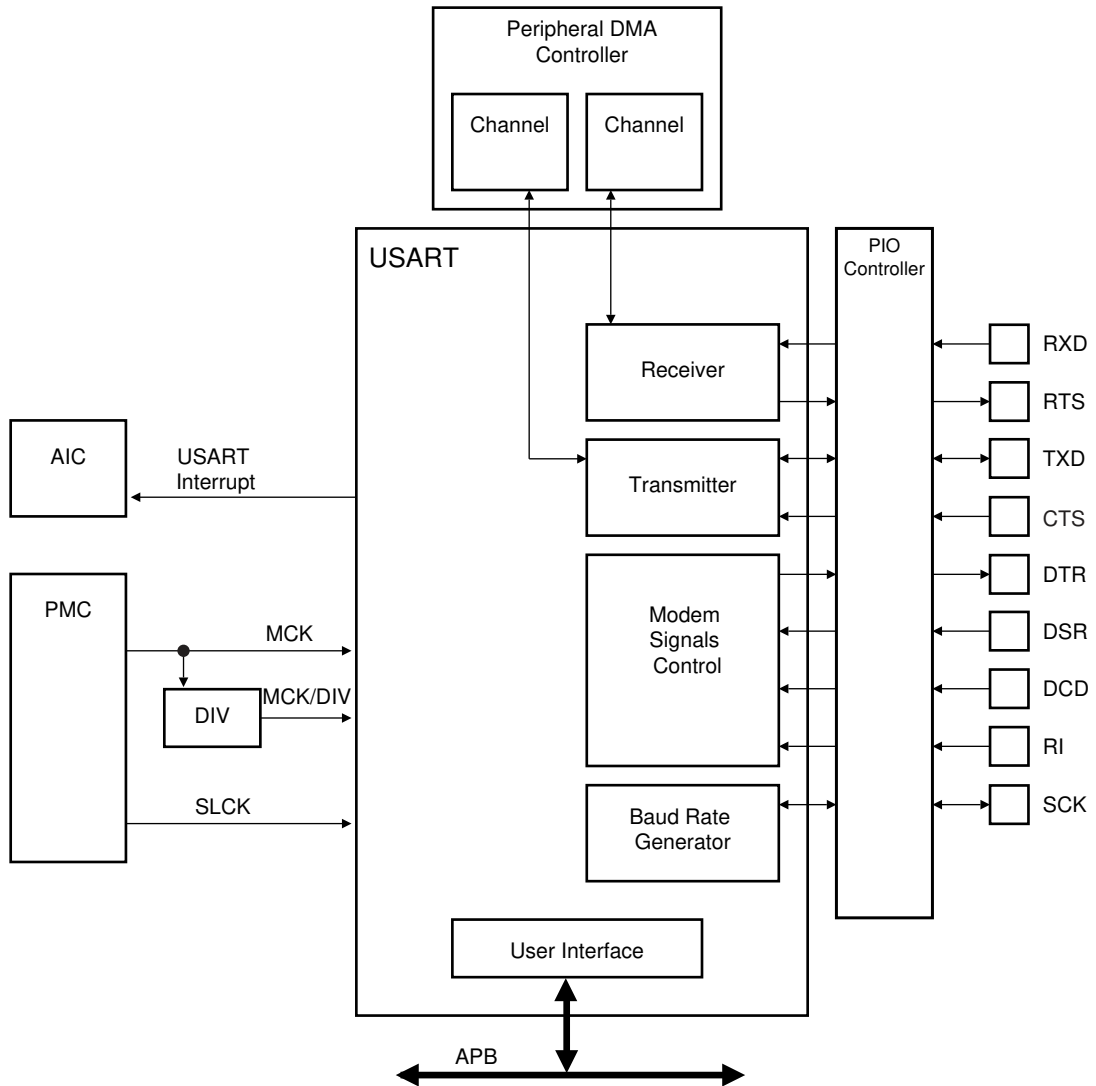 Peripheral DMA
Controller
Channel
Channel
USART
PIO
Controller
Receiver
RXD
RTS
AIC
USART
Interrupt
Transmitter
TXD
CTS
PMC
MCK
DIV
MCK/DIV
SLCK
Modem
Signals
Control
DTR
DSR
DCD
RI
Baud Rate
Generator
SCK
User Interface
APB